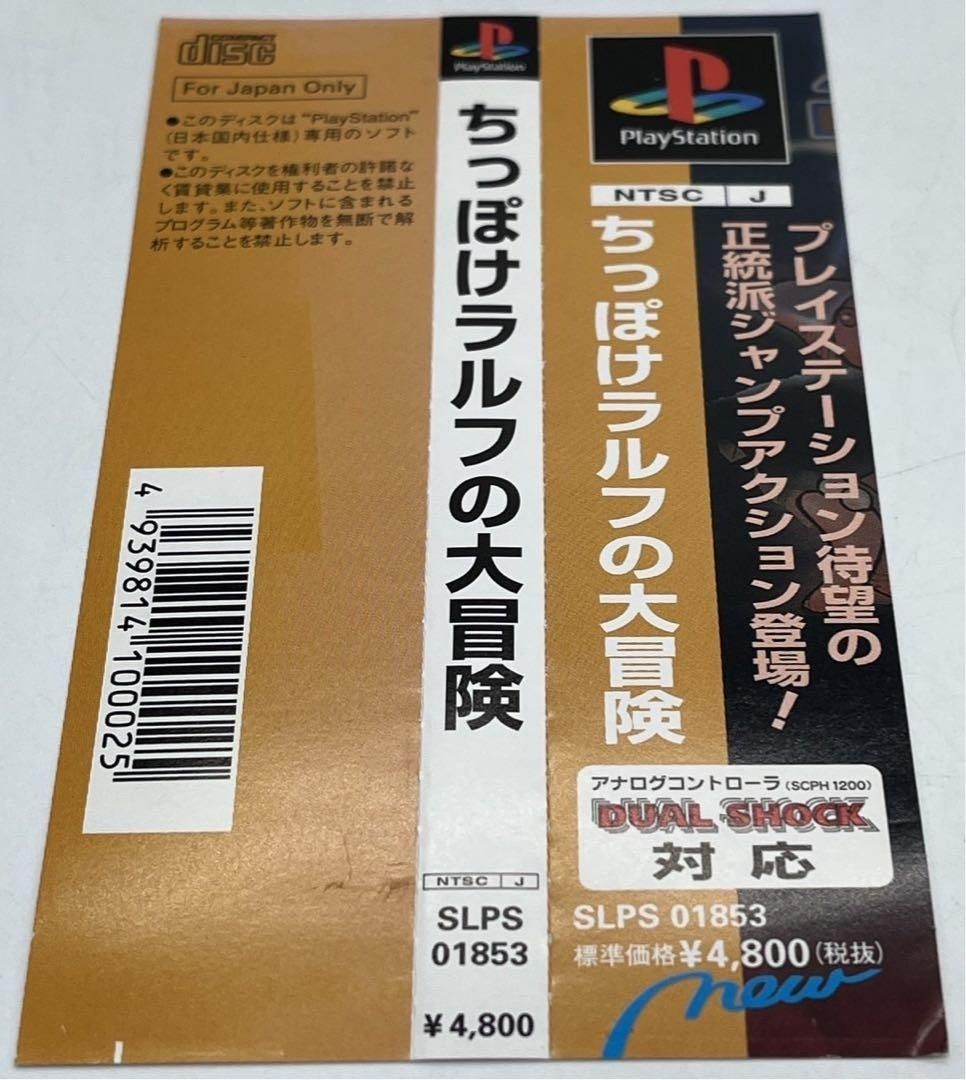 COMPACT
disc
For Japan Only
●このディスクは"PlayStation"
(日本国内仕様)専用のソフト
です。
●このディスクを権利者の許諾な
く賃貸業に使用することを禁止
します。また、ソフトに含まれる
プログラム等著作物を無断で解
析することを禁止します。
4 939814 100025
PlayStation
ちっぽけラルフの大冒険
NTSC J
SLPS
01853
¥4,800
PlayStation
NTSC J
プレイステーション待望の
正統派ジャンプアクション登場!
ちっぽけラルフの大冒険
アナログコントローラ(SCPH 1200)
DUAL SHOCK
対応
SLPS 01853
標準価格¥4,800(税抜)
new